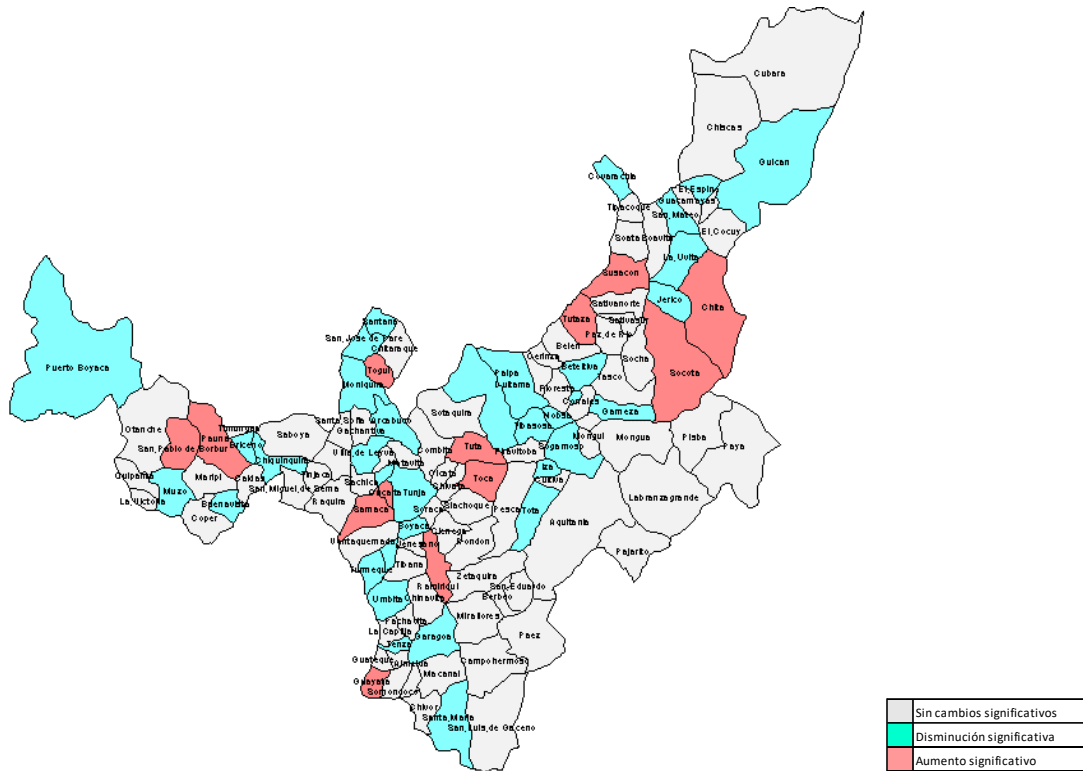 Cubara
Chiscas
Guican
Covarachia
El,Espino
Guacamayas
Tipacoque
San,Mateo
El,Cocuy
Soata
Boavita
La,Uvita
Susacon
Jerico
Chita
Sativanorte
Sativasur
Tutaza
Paz,de,Rio
Belen
Socha
Socota
Cerinza
Betetitva
Tasco
Floresta
Corrales
Gameza
Paipa
Duitama
Nobsa
Tibasosa
Sogamoso
Mongui
Mongua
Pisba
Paya
Labranzagrande
Pajarito
Aquitania
Santana
San,Jose,de,Pare
Chitaraque
Togui
Moniquira
Puerto Boyaca
Otanche
Pauna
San,Pablo,de,Borbur
Tunungua
Briceno
Saboya
Chiquinquira
Maripi
Caldas
Quipama
La,Victoria
Muzo
Buenavista
Coper
San,Miguel,de,Sema
Tinjaca
Raquira
Santa,Sofia
Gachantiva
Arcabuco
Villa,de,Leyva
Sachica
Sotaquira
Combita
Motavita
Tuta
Toca
Pesca
Tota
Iza
Cuitiva
Firavitoba
Chivata
Siachoque
Cucaita
Tunja
Samaca
Soraca
Boyaca
Cienega
Rondon
Ventaquemada
Jenesano
Tibana
Turmeque
Ramiriqui
Zetaquira
San,Eduardo
Berbeo
Miraflores
Umbita
Chinavita
Pachavita
La Capilla
Garagoa
Tenza
Guateque
Almeida
Macanal
Campohermoso
Paez
Guayata
Somondoco
Chivor
Santa,Maria
San,Luis,de,Gaceno
Sin cambios significativos
Disminución significativa
Aumento significativo